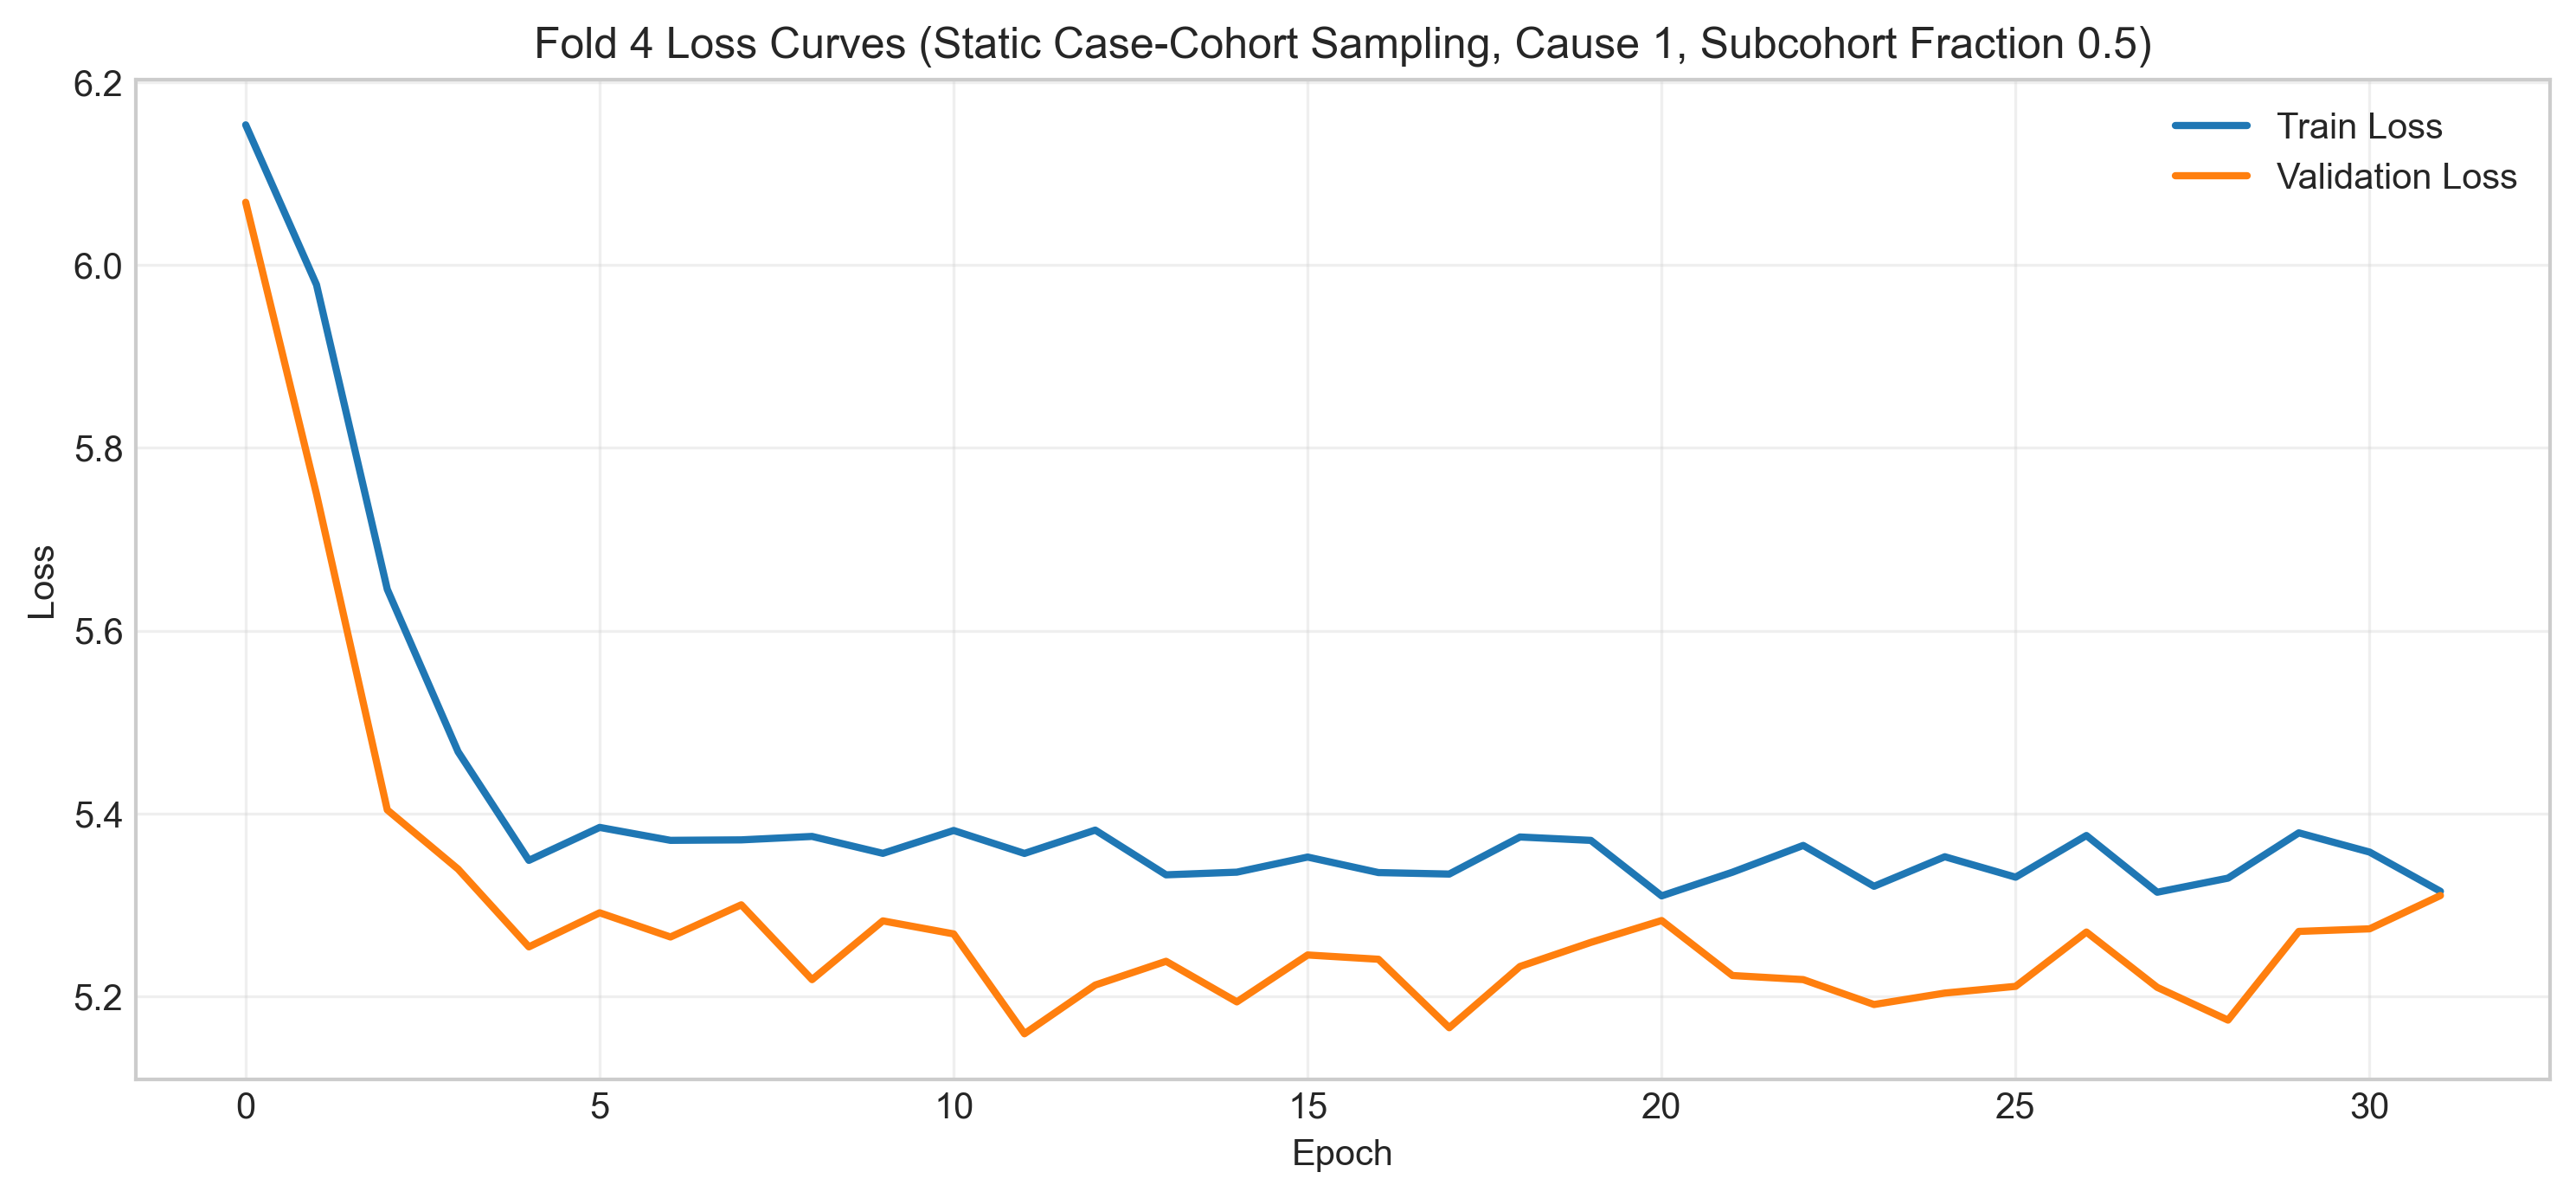 Fold 4 Loss Curves (Static Case-Cohort Sampling, Cause 1, Subcohort Fraction 0.5)
Train Loss
Validation Loss
Loss
6.2
6.0
5.8
5.6
5.4
5.2
0 5 10 15 20 25 30
Epoch